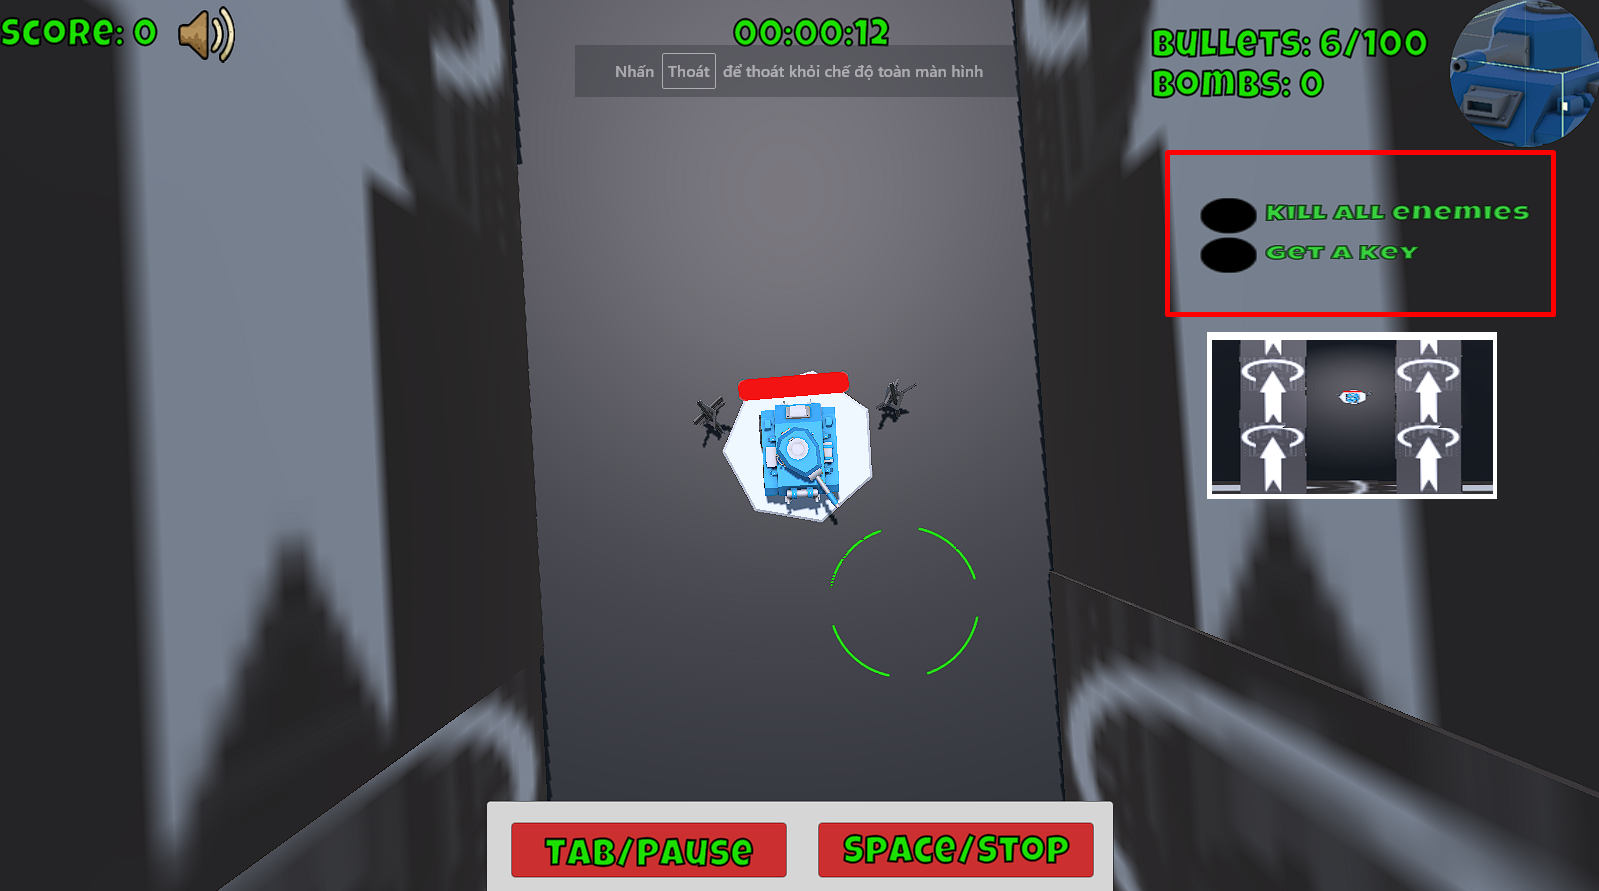 SCORE: 0
00:00:12
Nhấn Thoát để thoát khỏi chế độ toàn màn hình
BULLETS: 6/100
BOMBS: 0
KILL ALL ENEMIES
GET A KEY
TAB/PAUSE
SPACE/STOP